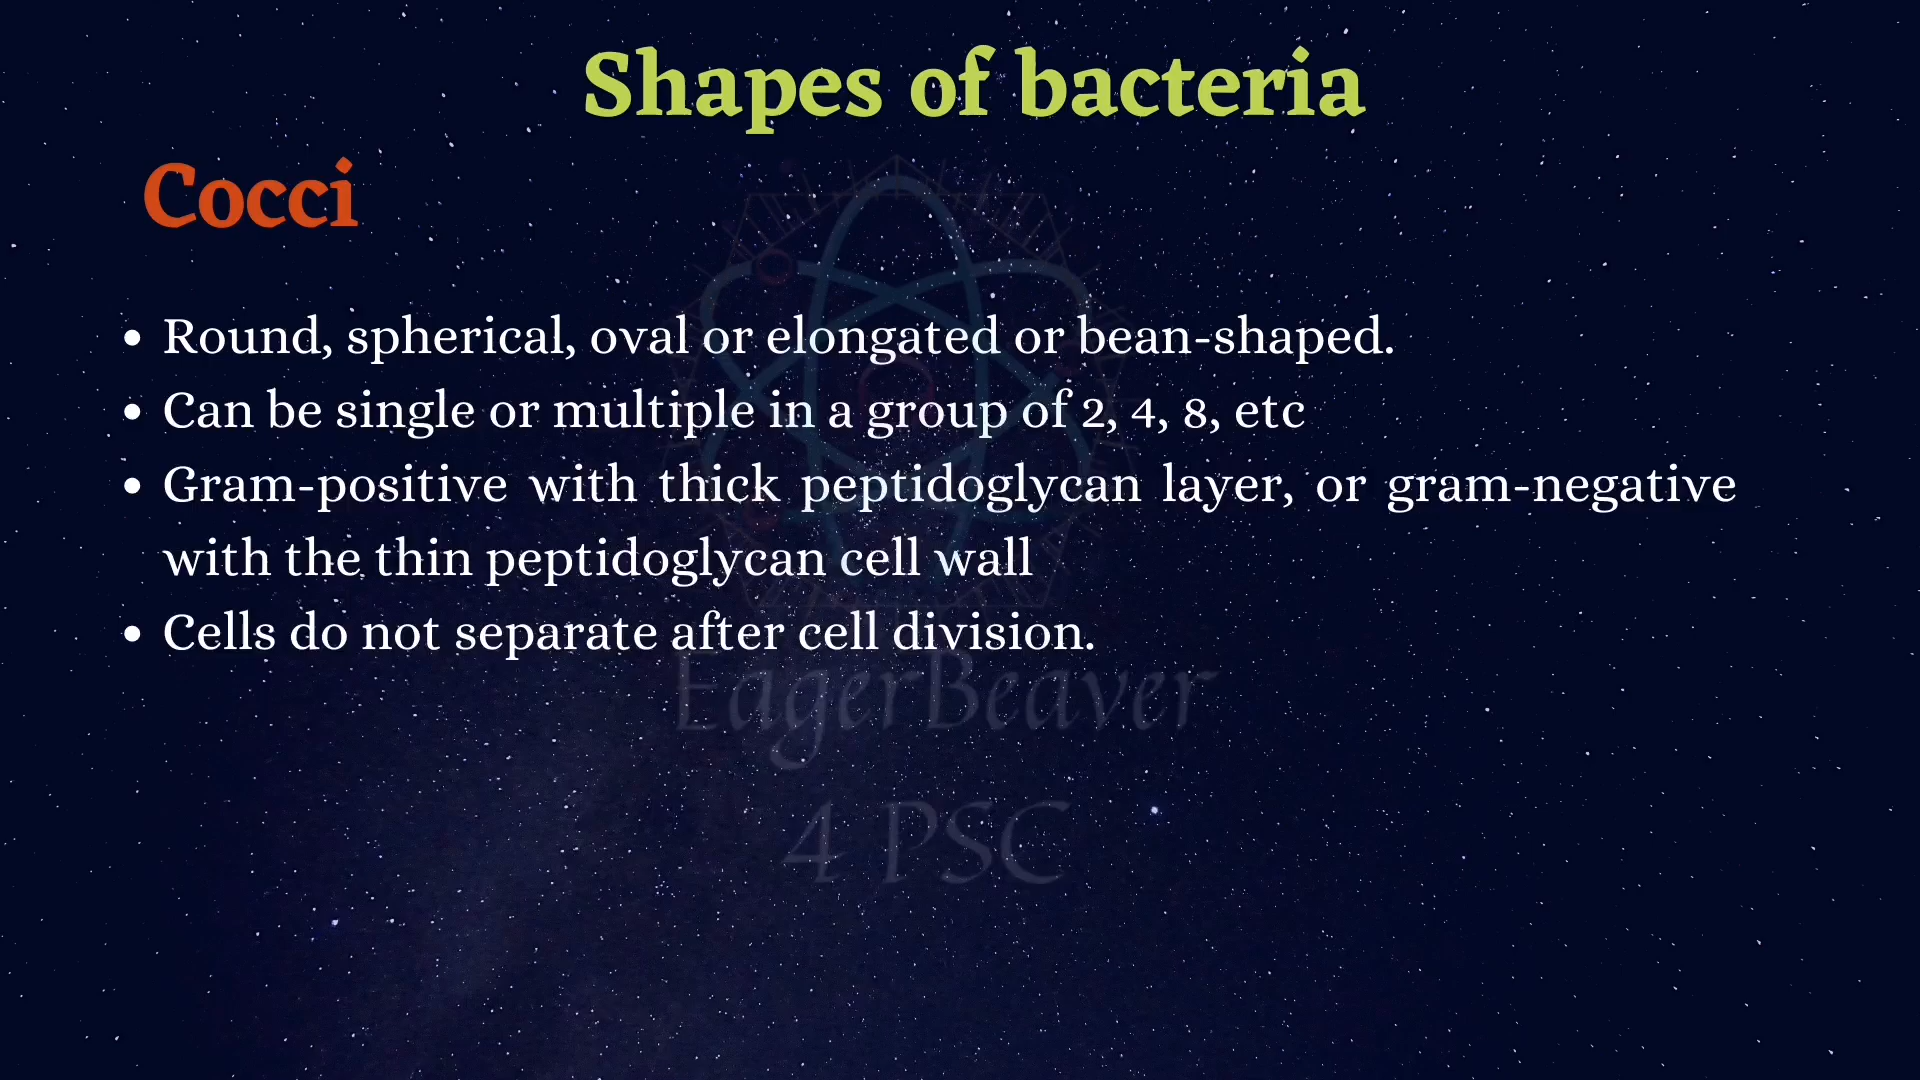 Shapes of bacteria
Cocci
• Round, spherical, oval or elongated or bean-shaped.
• Can be single or multiple in a group of 2, 4, 8, etc
• Gram-positive with thick peptidoglycan layer, or gram-negative
with the thin peptidoglycan cell wall
• Cells do not separate after cell division.
EagerBeaver
4 PSC